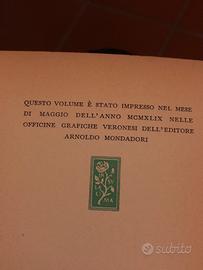 QUESTO VOLUME È STATO IMPRESSO NEL MESE
DI MAGGIO DELL'ANNO MCMXLIX NELLE
OFFICINE GRAFICHE VERONESI DELL'EDITORE
ARNOLDO MONDADORI
subito